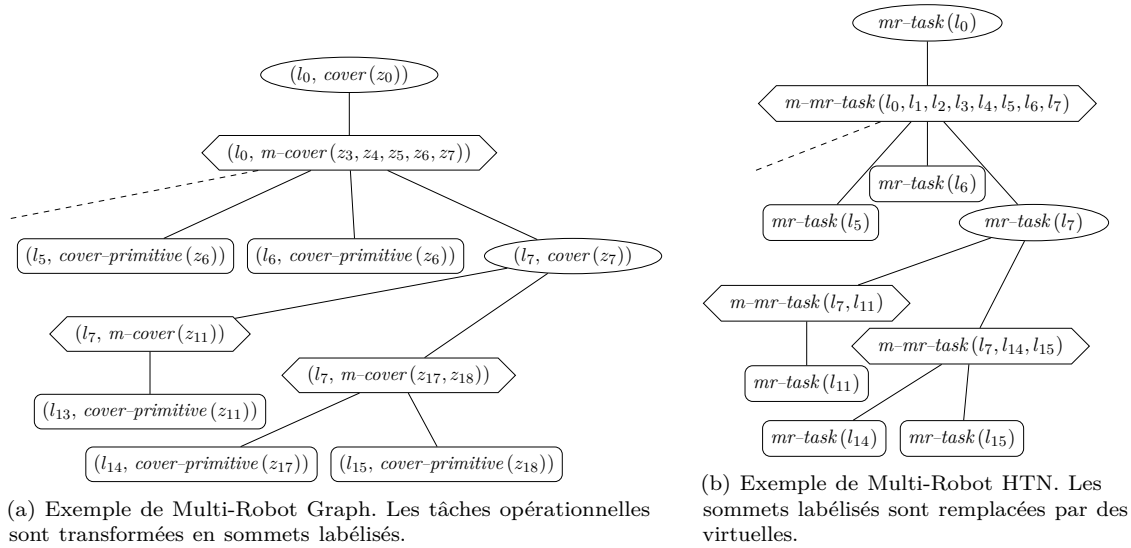 (l₀, cover(z₀))
(l₀, m–cover(z₃, z₄, z₅, z₆, z₇))
(l₅, cover–primitive(z₆))
(l₆, cover–primitive(z₆))
(l₇, cover(z₇))
(l₇, m–cover(z₁₁))
(l₇, m–cover(z₁₇, z₁₈))
(l₁₃, cover–primitive(z₁₁))
(l₁₄, cover–primitive(z₁₇))
(l₁₅, cover–primitive(z₁₈))
(a) Exemple de Multi-Robot Graph. Les tâches opérationnelles
sont transformées en sommets labélisés.
mr–task(l₀)
m–mr–task(l₀, l₁, l₂, l₃, l₄, l₅, l₆, l₇)
mr–task(l₆)
mr–task(l₅)
mr–task(l₇)
m–mr–task(l₇, l₁₁)
m–mr–task(l₇, l₁₄, l₁₅)
mr–task(l₁₁)
mr–task(l₁₄)
mr–task(l₁₅)
(b) Exemple de Multi-Robot HTN. Les
sommets labélisés sont remplacées par des
virtuelles.